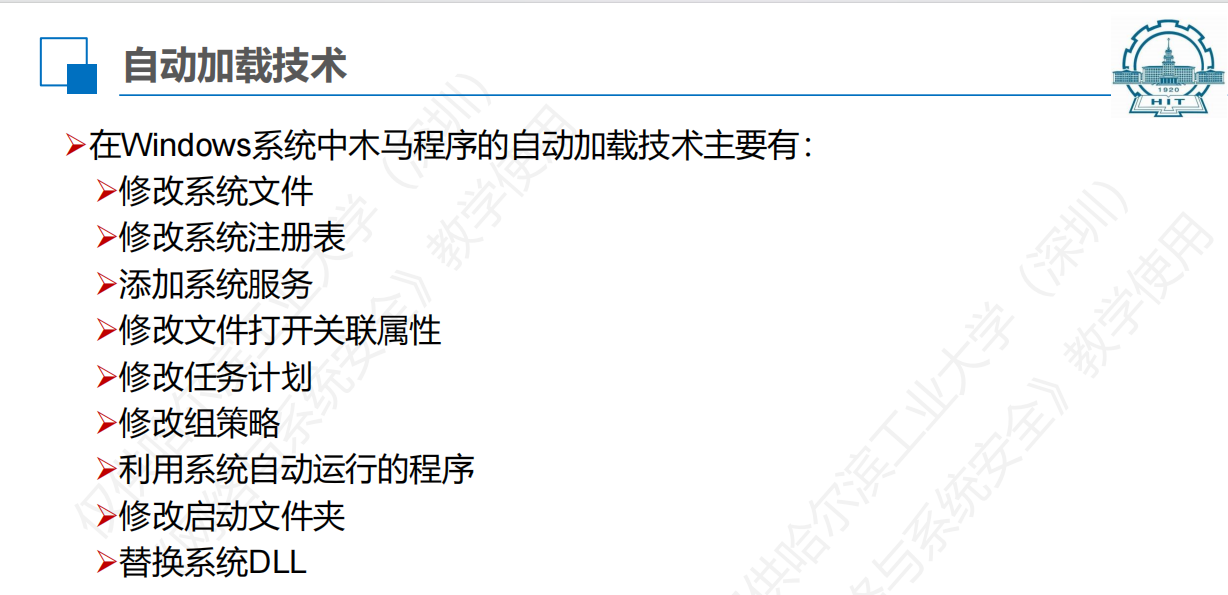 自动加载技术
1920
HIT
➢在Windows系统中木马程序的自动加载技术主要有：
➢修改系统文件
➢修改系统注册表
➢添加系统服务
➢修改文件打开关联属性
➢修改任务计划
➢修改组策略
➢利用系统自动运行的程序
➢修改启动文件夹
➢替换系统DLL
仅供哈尔滨工业大学（深圳）
《网络与系统安全》教学使用
供哈尔滨工业大学（深圳）
络与系统安全》教学使用